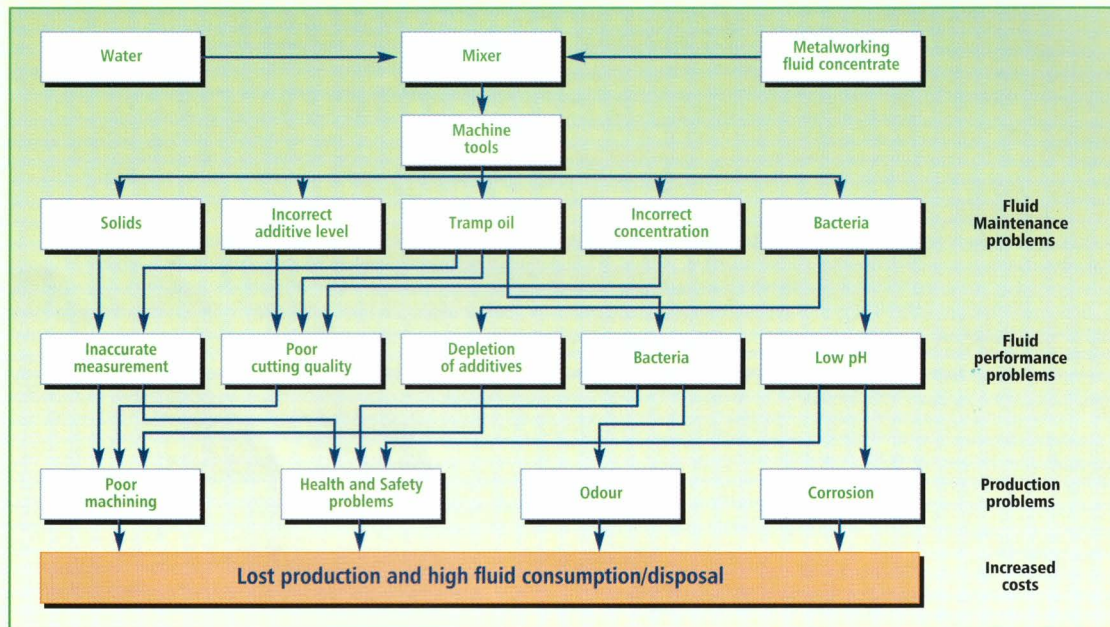 Water
Mixer
Metalworking
fluid concentrate
Machine
tools
Solids
Incorrect
additive level
Tramp oil
Incorrect
concentration
Bacteria
Fluid
Maintenance
problems
Inaccurate
measurement
Poor
cutting quality
Depletion
of additives
Bacteria
Low pH
Fluid
performance
problems
Poor
machining
Health and Safety
problems
Odour
Corrosion
Production
problems
Lost production and high fluid consumption/disposal
Increased
costs